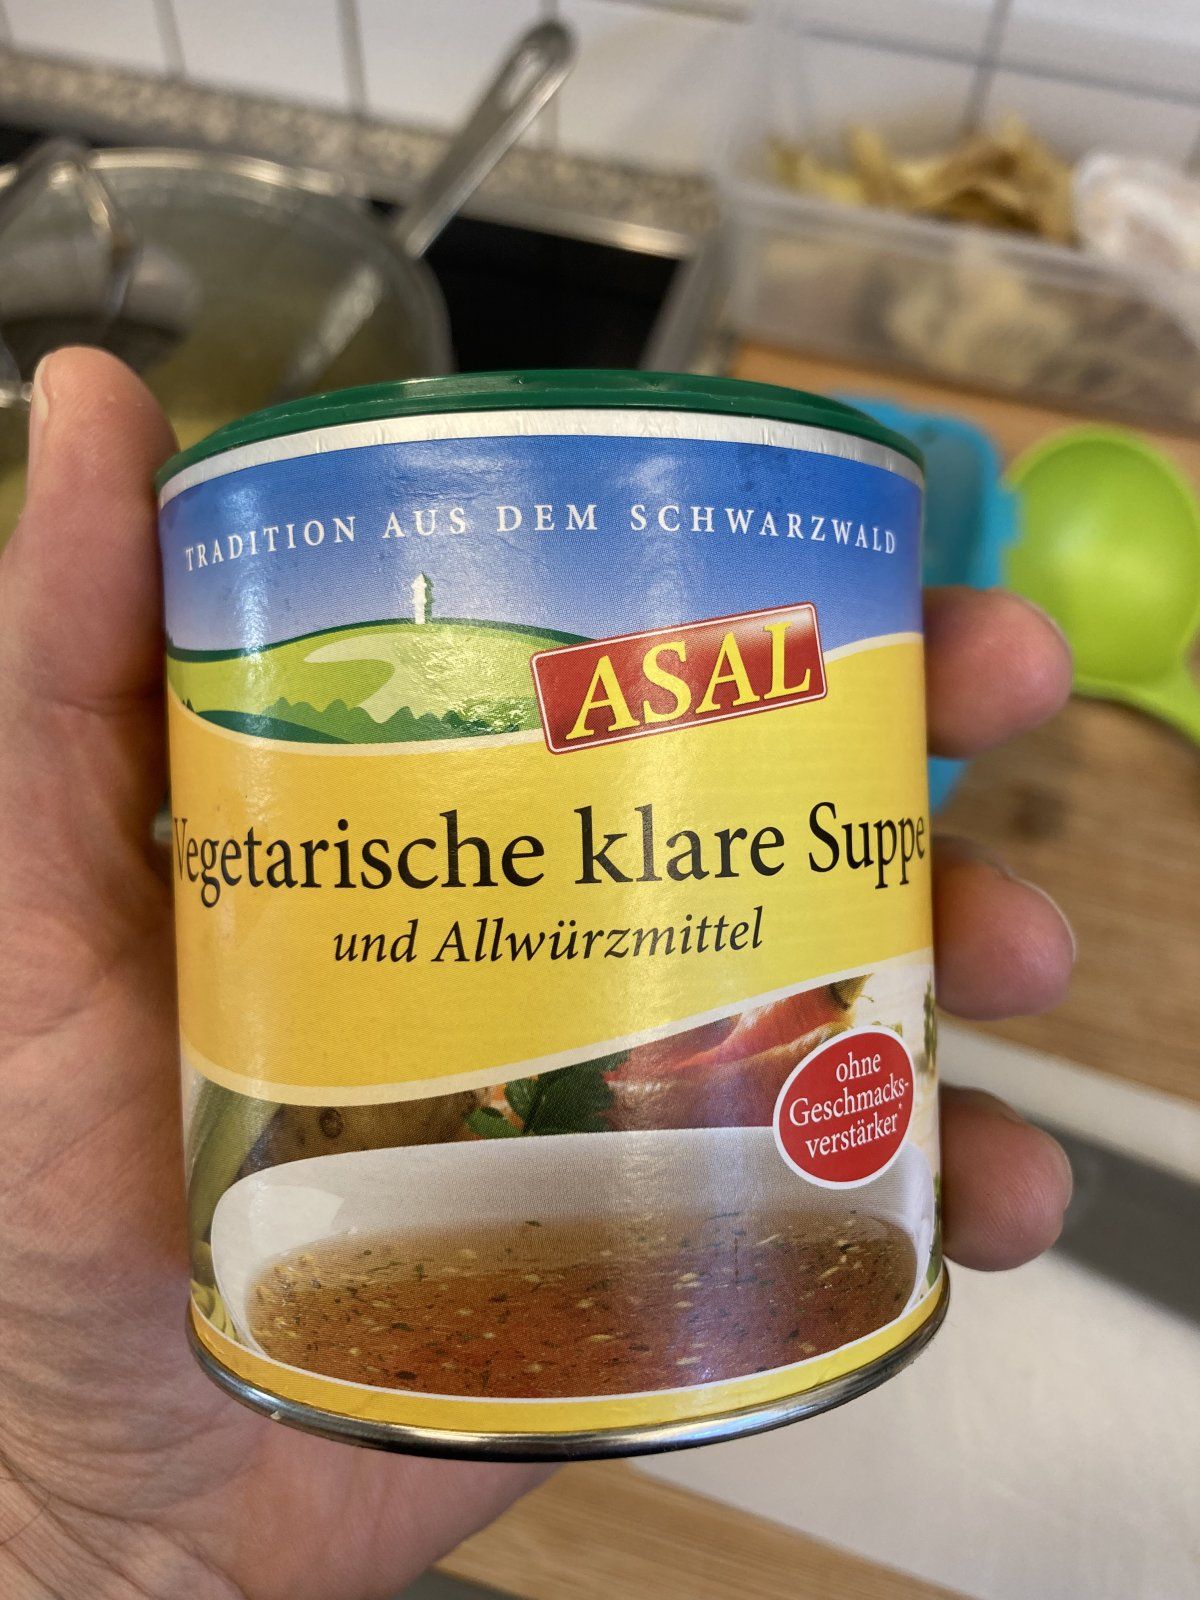 TRADITION AUS DEM SCHWARZWALD
ASAL
Vegetarische klare Suppe
und Allwürzmittel
ohne
Geschmacks-
verstärker*